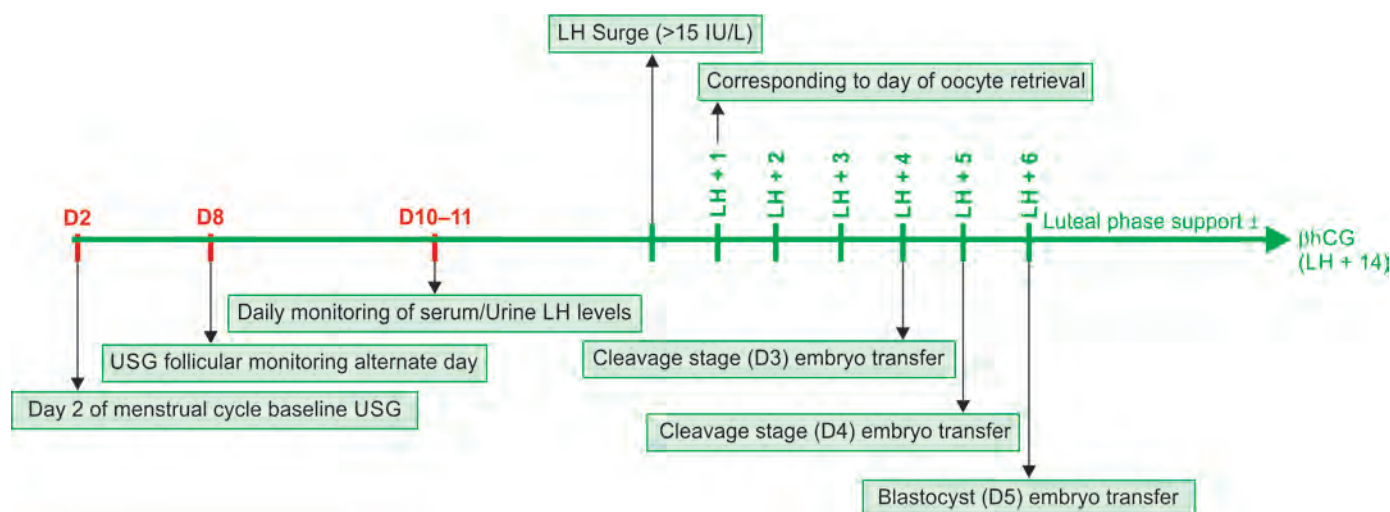 LH Surge (>15 IU/L)
Corresponding to day of oocyte retrieval
D2
D8
D10–11
LH + 1
LH + 2
LH + 3
LH + 4
LH + 5
LH + 6
Luteal phase support ±
βhCG
(LH + 14)
Daily monitoring of serum/Urine LH levels
USG follicular monitoring alternate day
Day 2 of menstrual cycle baseline USG
Cleavage stage (D3) embryo transfer
Cleavage stage (D4) embryo transfer
Blastocyst (D5) embryo transfer